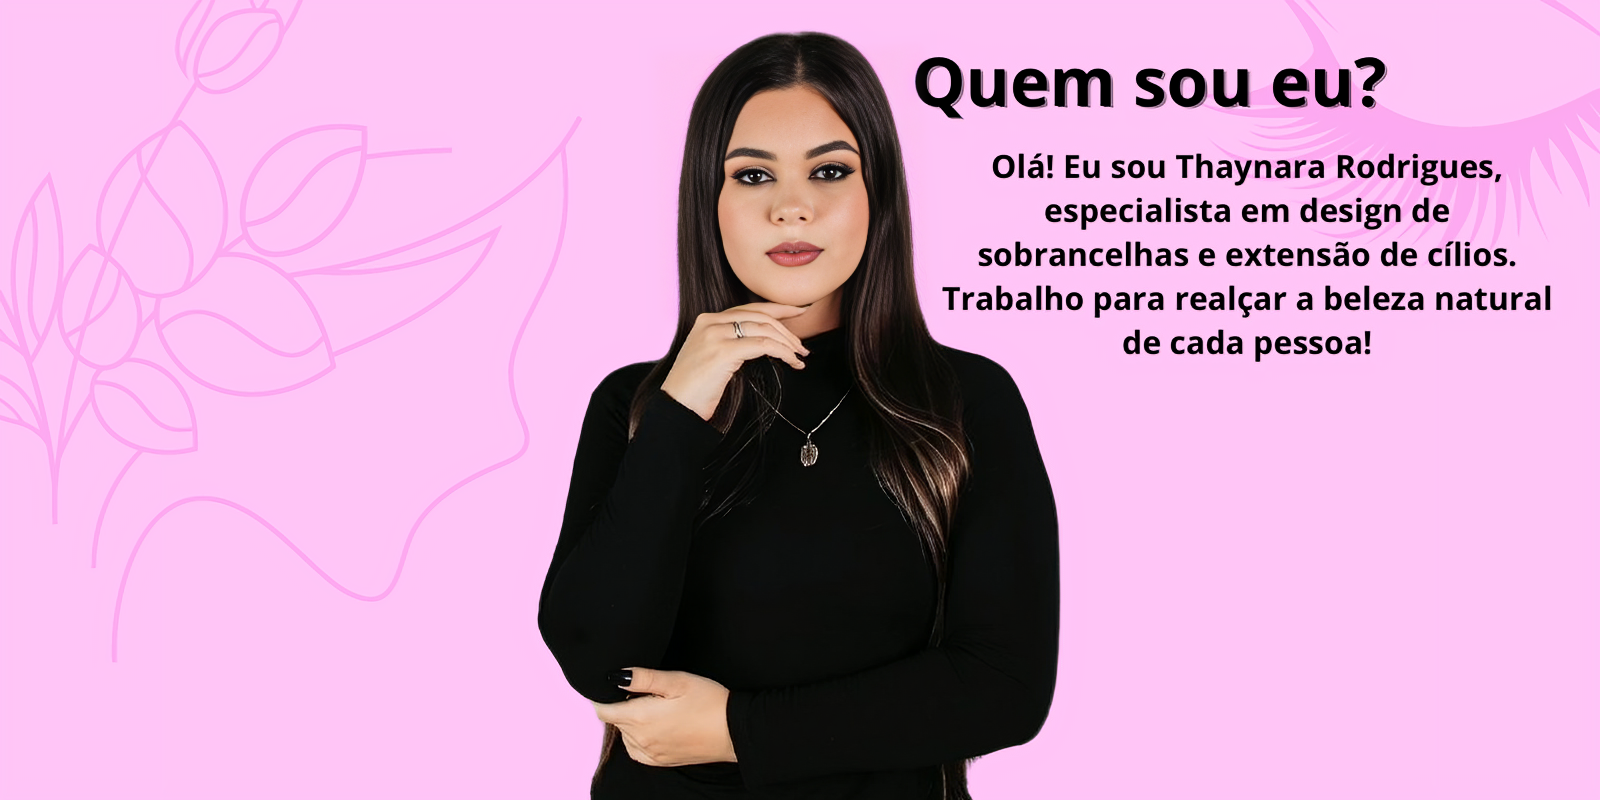 Quem sou eu?
Olá! Eu sou Thaynara Rodrigues,
especialista em design de
sobrancelhas e extensão de cílios.
Trabalho para realçar a beleza natural
de cada pessoa!